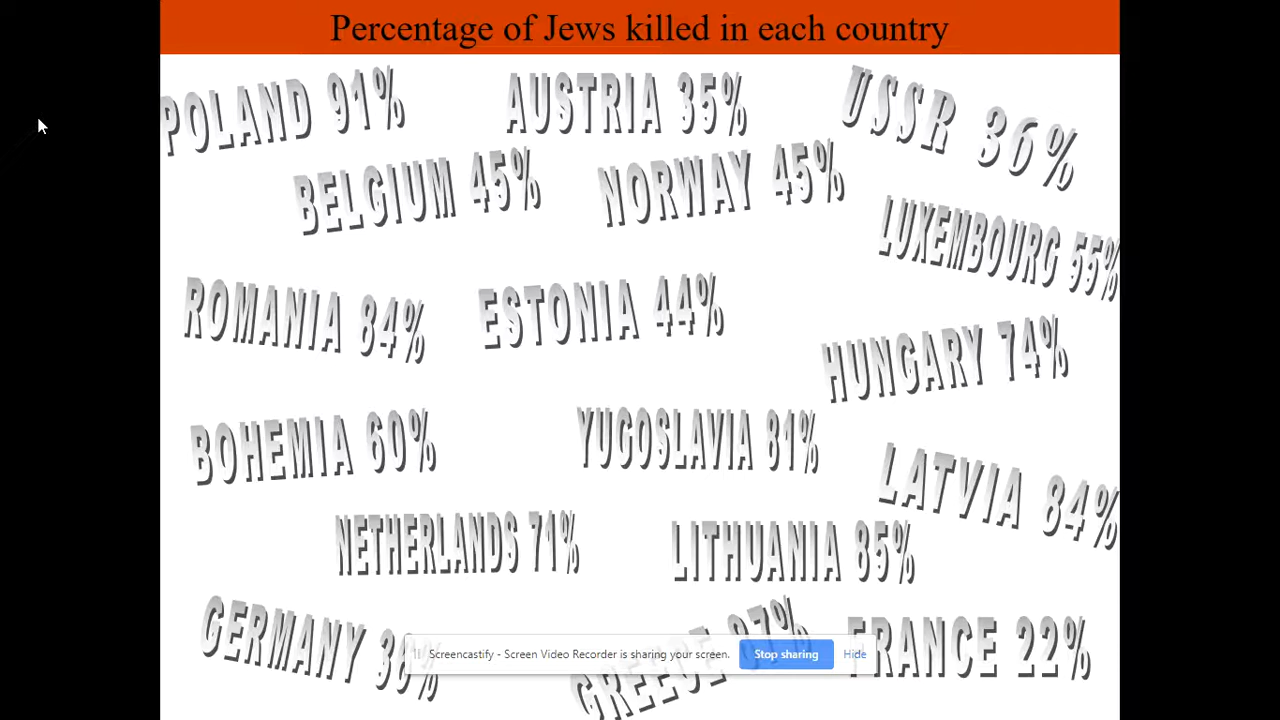 Percentage of Jews killed in each country
POLAND 91%
AUSTRIA 35%
USSR 36%
BELGIUM 45%
NORWAY 45%
LUXEMBOURG 55%
ROMANIA 84%
ESTONIA 44%
HUNGARY 74%
BOHEMIA 60%
YUGOSLAVIA 81%
LATVIA 84%
NETHERLANDS 71%
LITHUANIA 85%
GERMANY
GREECE
FRANCE 22%
Screencastify - Screen Video Recorder is sharing your screen.
Stop sharing
Hide